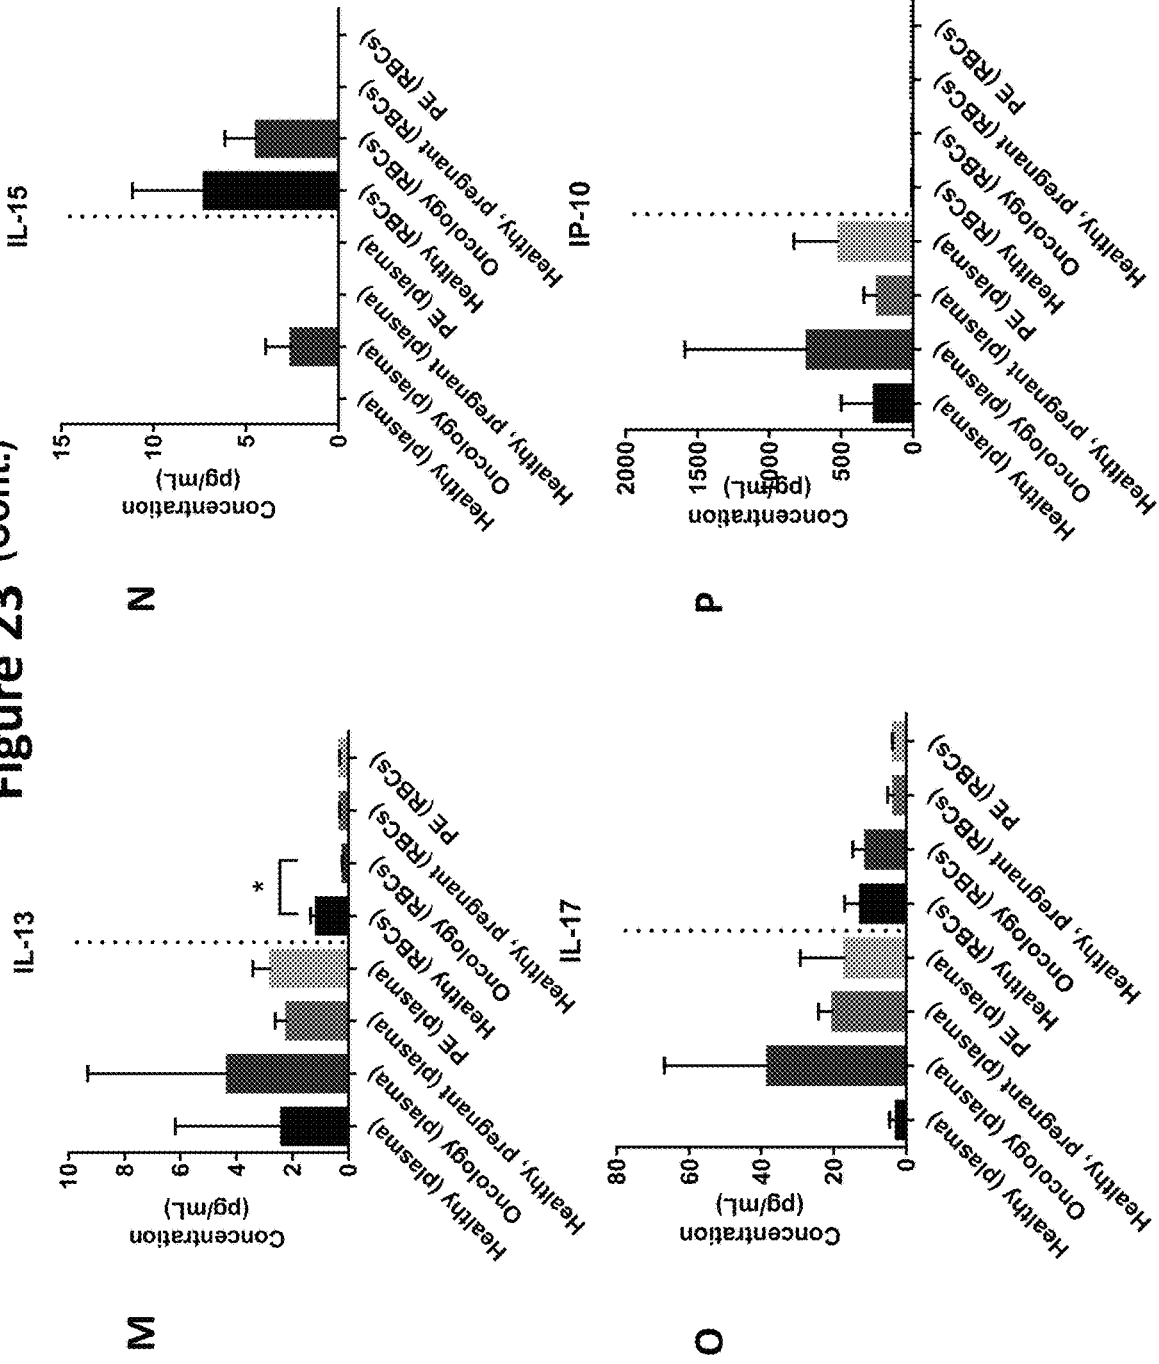 Figure 23 (Cont.)
M
IL-13
Concentration
(pg/mL)
10
8
6
4
2
0
*
Healthy (plasma)
Oncology (plasma)
Healthy, pregnant (plasma)
PE (plasma)
Healthy (RBCs)
Oncology (RBCs)
Healthy, pregnant (RBCs)
PE (RBCs)
N
IL-15
Concentration
(pg/mL)
15
10
5
0
Healthy (plasma)
Oncology (plasma)
Healthy, pregnant (plasma)
PE (plasma)
Healthy (RBCs)
Oncology (RBCs)
Healthy, pregnant (RBCs)
PE (RBCs)
O
IL-17
Concentration
(pg/mL)
80
60
40
20
0
Healthy (plasma)
Oncology (plasma)
Healthy, pregnant (plasma)
PE (plasma)
Healthy (RBCs)
Oncology (RBCs)
Healthy, pregnant (RBCs)
PE (RBCs)
P
IP-10
Concentration
(pg/mL)
2000
1500
1000
500
0
Healthy (plasma)
Oncology (plasma)
Healthy, pregnant (plasma)
PE (plasma)
Healthy (RBCs)
Oncology (RBCs)
Healthy, pregnant (RBCs)
PE (RBCs)